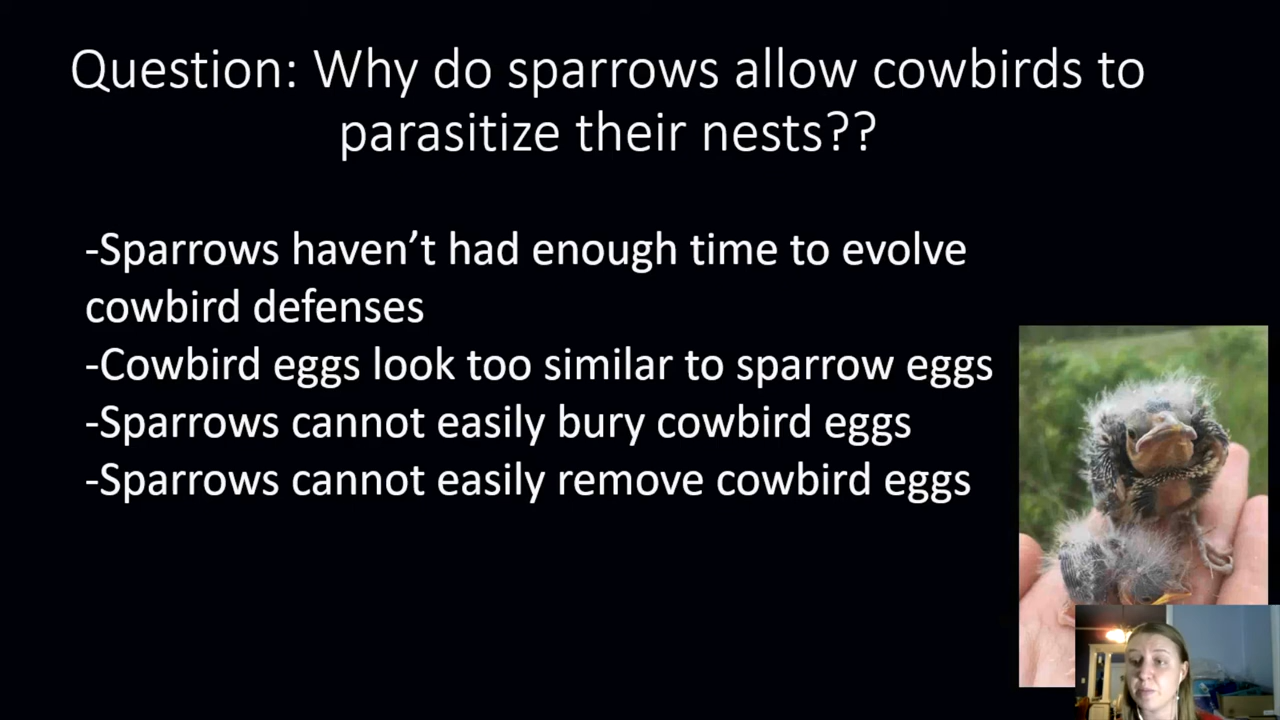 Question: Why do sparrows allow cowbirds to
parasitize their nests??
-Sparrows haven’t had enough time to evolve
cowbird defenses
-Cowbird eggs look too similar to sparrow eggs
-Sparrows cannot easily bury cowbird eggs
-Sparrows cannot easily remove cowbird eggs